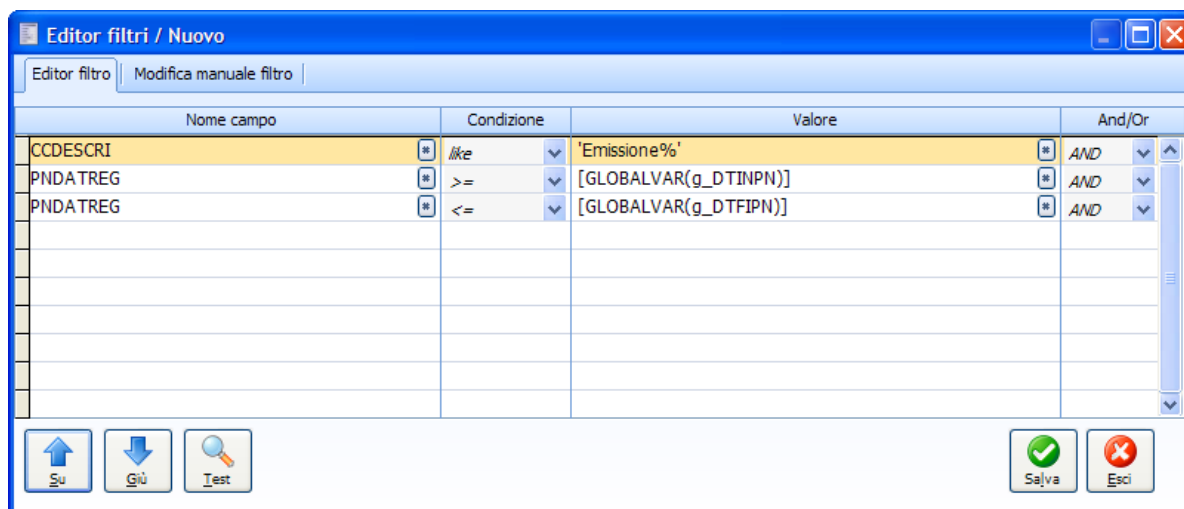 Editor filtri / Nuovo
Editor filtro Modifica manuale filtro
Nome campo Condizione Valore And/Or
CCDESCRI like 'Emissione%' AND
PNDATREG >= [GLOBALVAR(g_DTINPN)] AND
PNDATREG <= [GLOBALVAR(g_DTFIPN)] AND
Su Giù Test Salva Esci